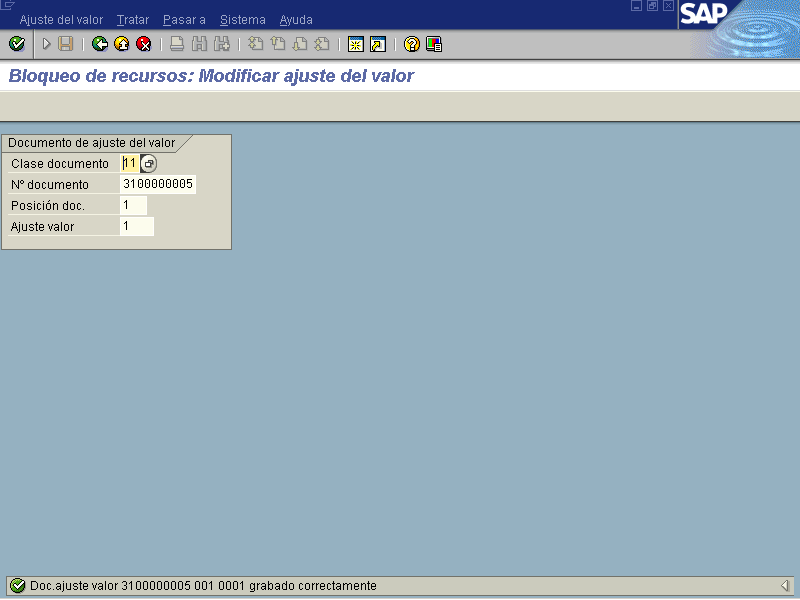 Ajuste del valor Tratar Pasar a Sistema Ayuda
SAP
Bloqueo de recursos: Modificar ajuste del valor
Documento de ajuste del valor
Clase documento 11
Nº documento 3100000005
Posición doc. 1
Ajuste valor 1
Doc.ajuste valor 3100000005 001 0001 grabado correctamente